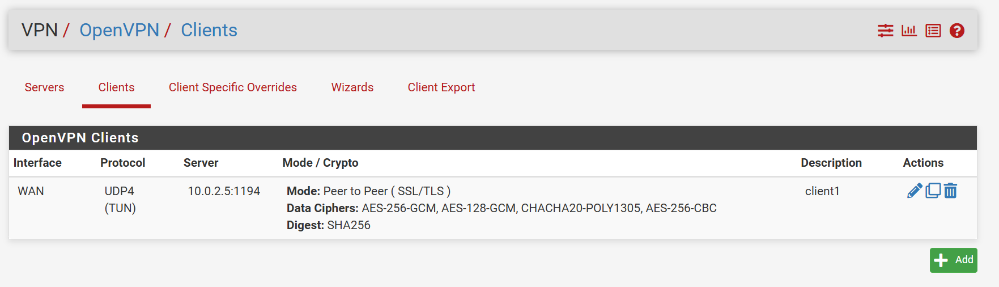 VPN / OpenVPN / Clients
Servers Clients Client Specific Overrides Wizards Client Export
OpenVPN Clients
Interface Protocol Server Mode / Crypto Description Actions
WAN UDP4 10.0.2.5:1194 Mode: Peer to Peer ( SSL/TLS ) client1
(TUN) Data Ciphers: AES-256-GCM, AES-128-GCM, CHACHA20-POLY1305, AES-256-CBC
Digest: SHA256
Add